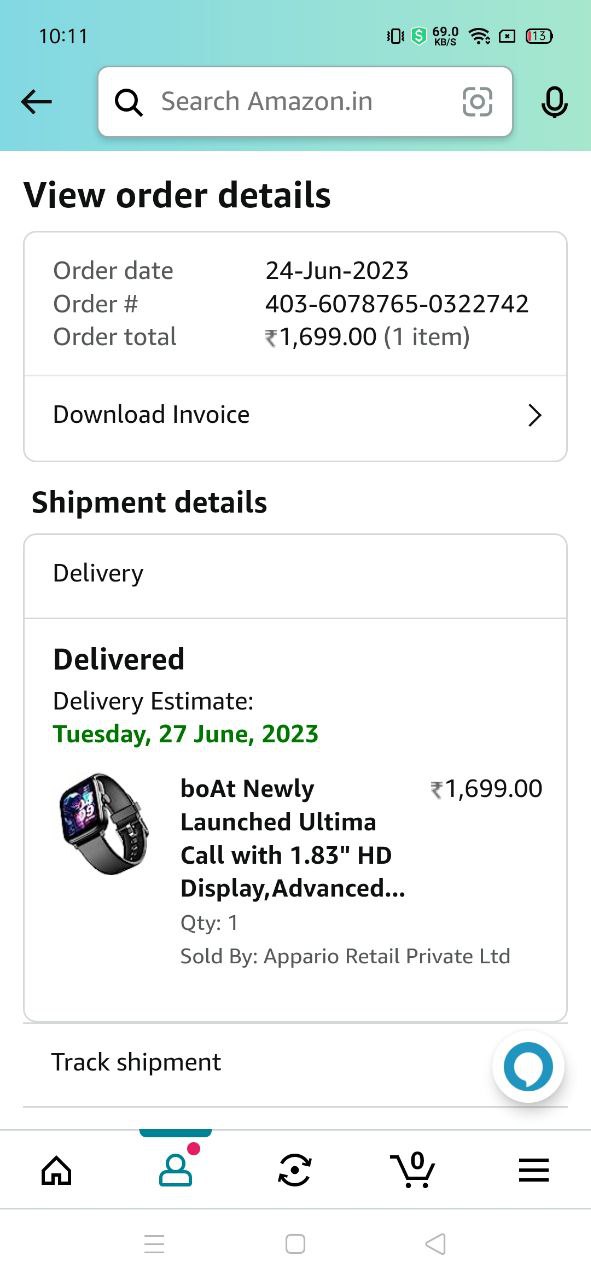 10:11
69.0
KB/S
13
Search Amazon.in
View order details
Order date 24-Jun-2023
Order # 403-6078765-0322742
Order total ₹1,699.00 (1 item)
Download Invoice
Shipment details
Delivery
Delivered
Delivery Estimate:
Tuesday, 27 June, 2023
boAt Newly ₹1,699.00
Launched Ultima
Call with 1.83" HD
Display,Advanced...
Qty: 1
Sold By: Appario Retail Private Ltd
Track shipment
0